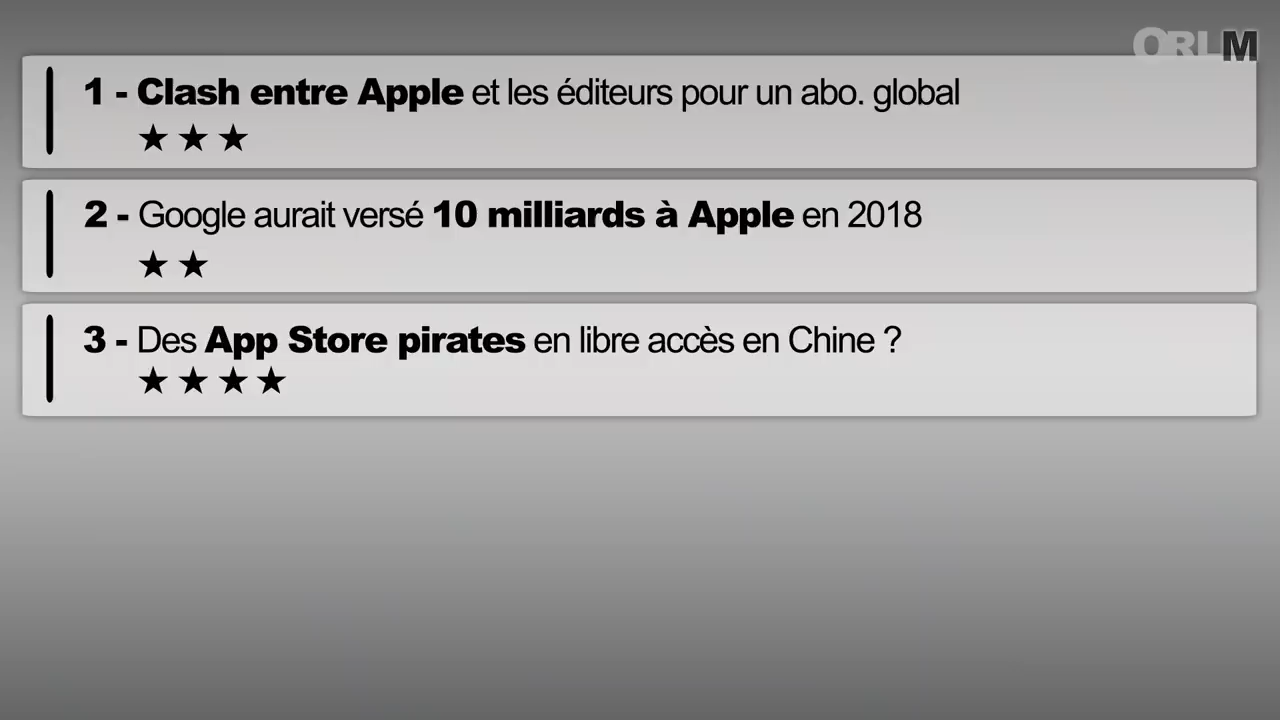 ORLM
1 - Clash entre Apple et les éditeurs pour un abo. global
★ ★ ★
2 - Google aurait versé 10 milliards à Apple en 2018
★ ★
3 - Des App Store pirates en libre accès en Chine ?
★ ★ ★ ★